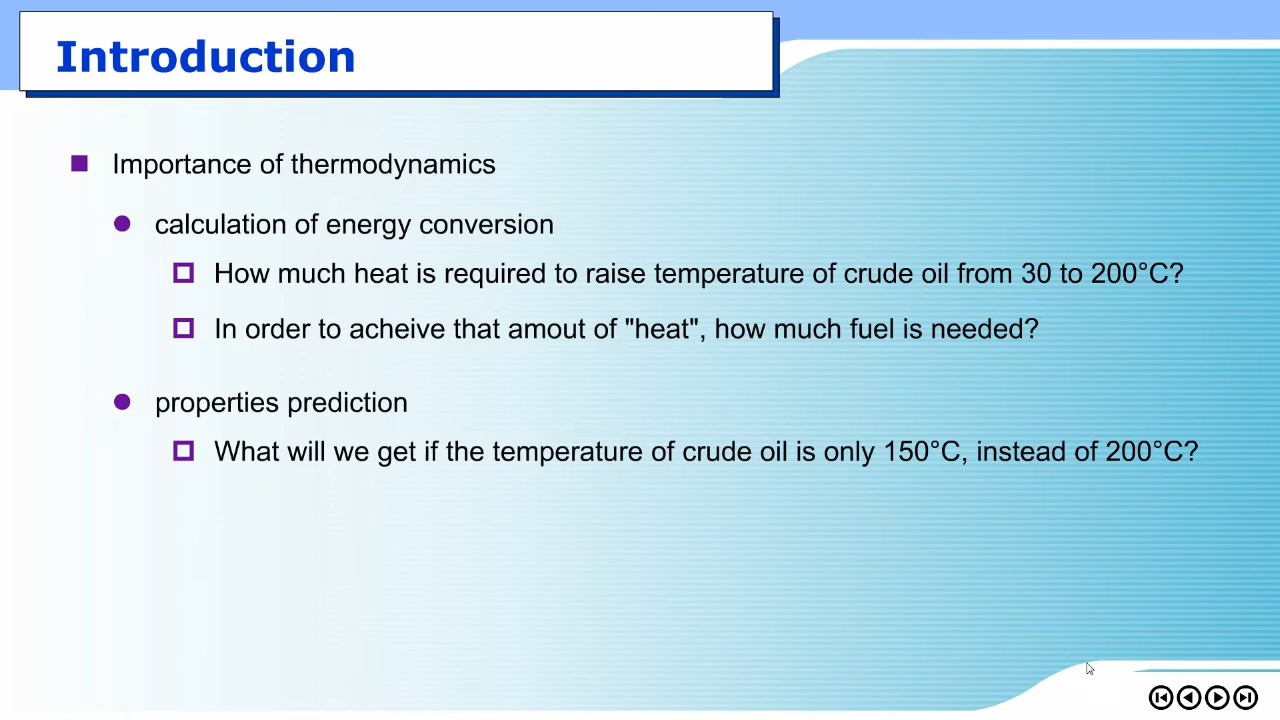 Introduction
Importance of thermodynamics
calculation of energy conversion
How much heat is required to raise temperature of crude oil from 30 to 200°C?
In order to acheive that amout of "heat", how much fuel is needed?
properties prediction
What will we get if the temperature of crude oil is only 150°C, instead of 200°C?